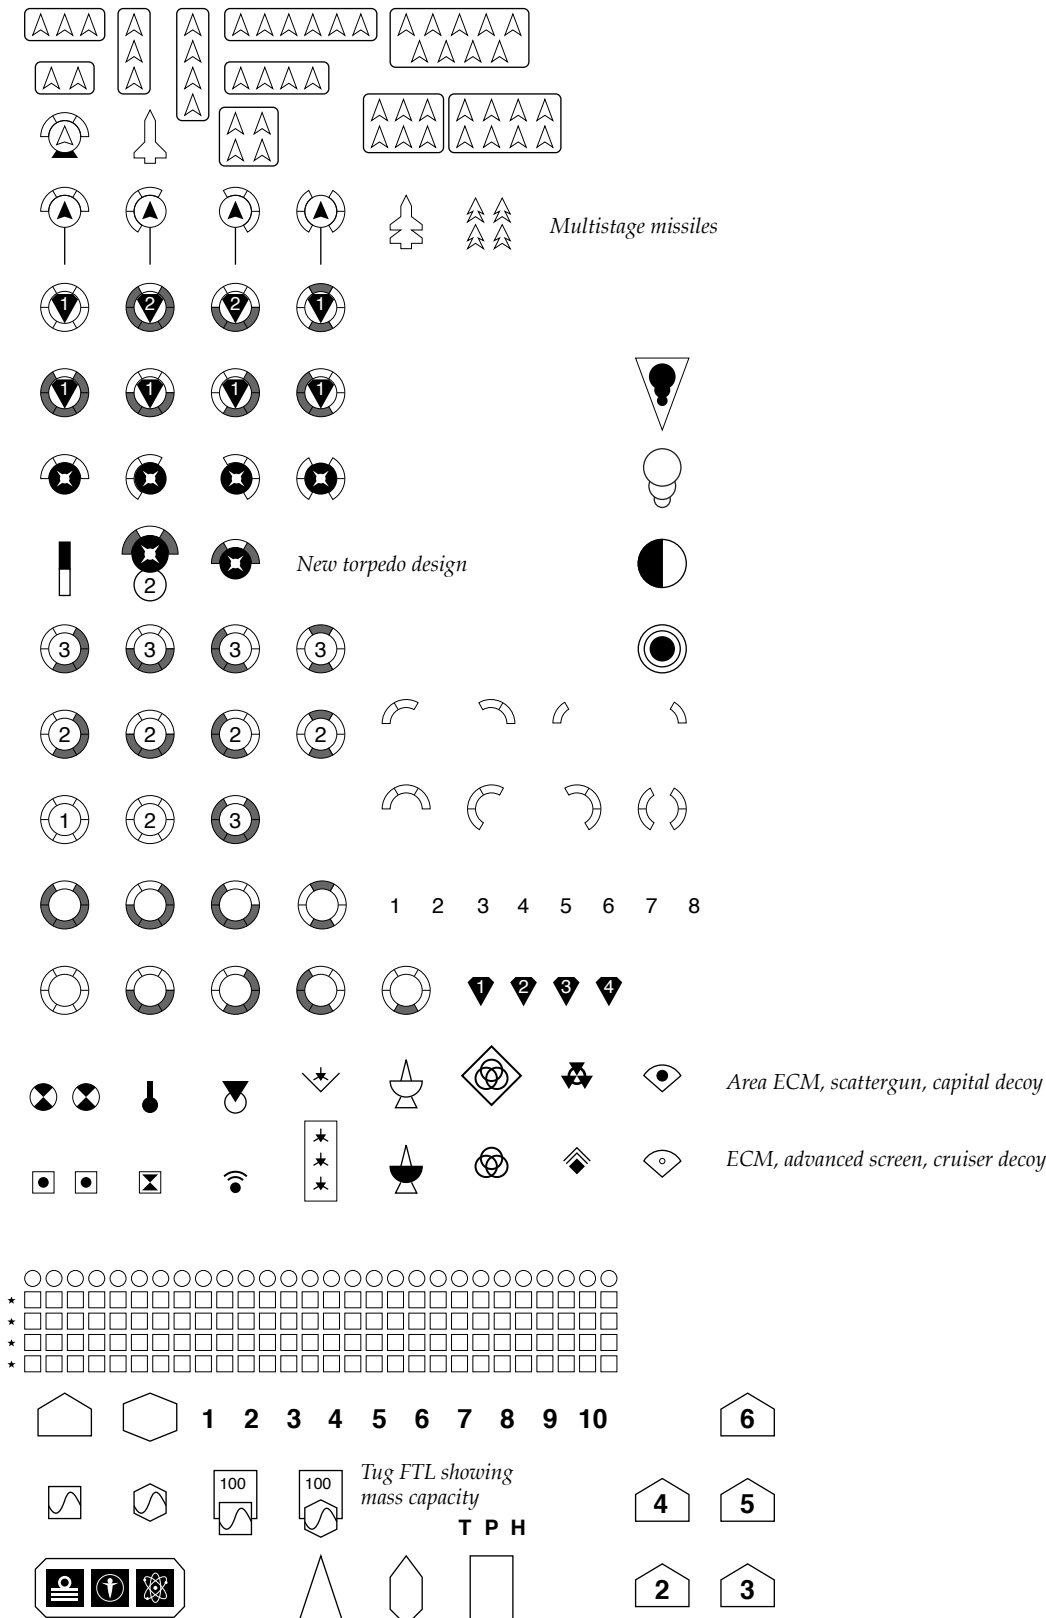 Multistage missiles
1 2 2 1
1 1 1 1
New torpedo design
2
3 3 3 3
2 2 2 2
1 2 3
1 2 3 4 5 6 7 8
1 2 3 4
Area ECM, scattergun, capital decoy
ECM, advanced screen, cruiser decoy
1 2 3 4 5 6 7 8 9 10 6
100 100 Tug FTL showing
mass capacity
4 5
T P H
2 3